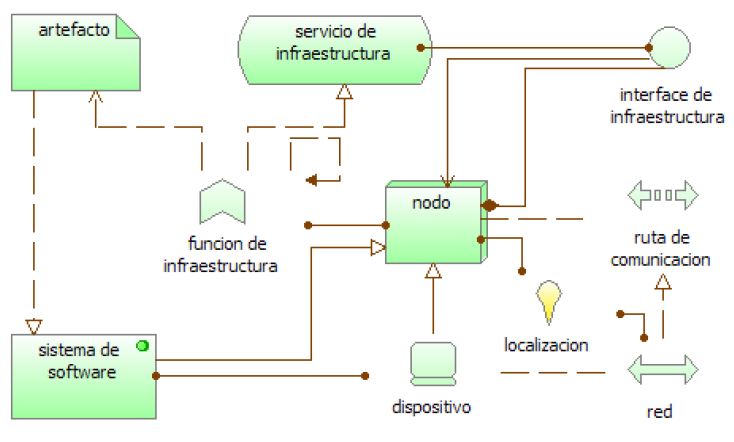 artefacto
servicio de
infraestructura
interface de
infraestructura
nodo
funcion de
infraestructura
ruta de
comunicacion
sistema de
software
localizacion
dispositivo
red